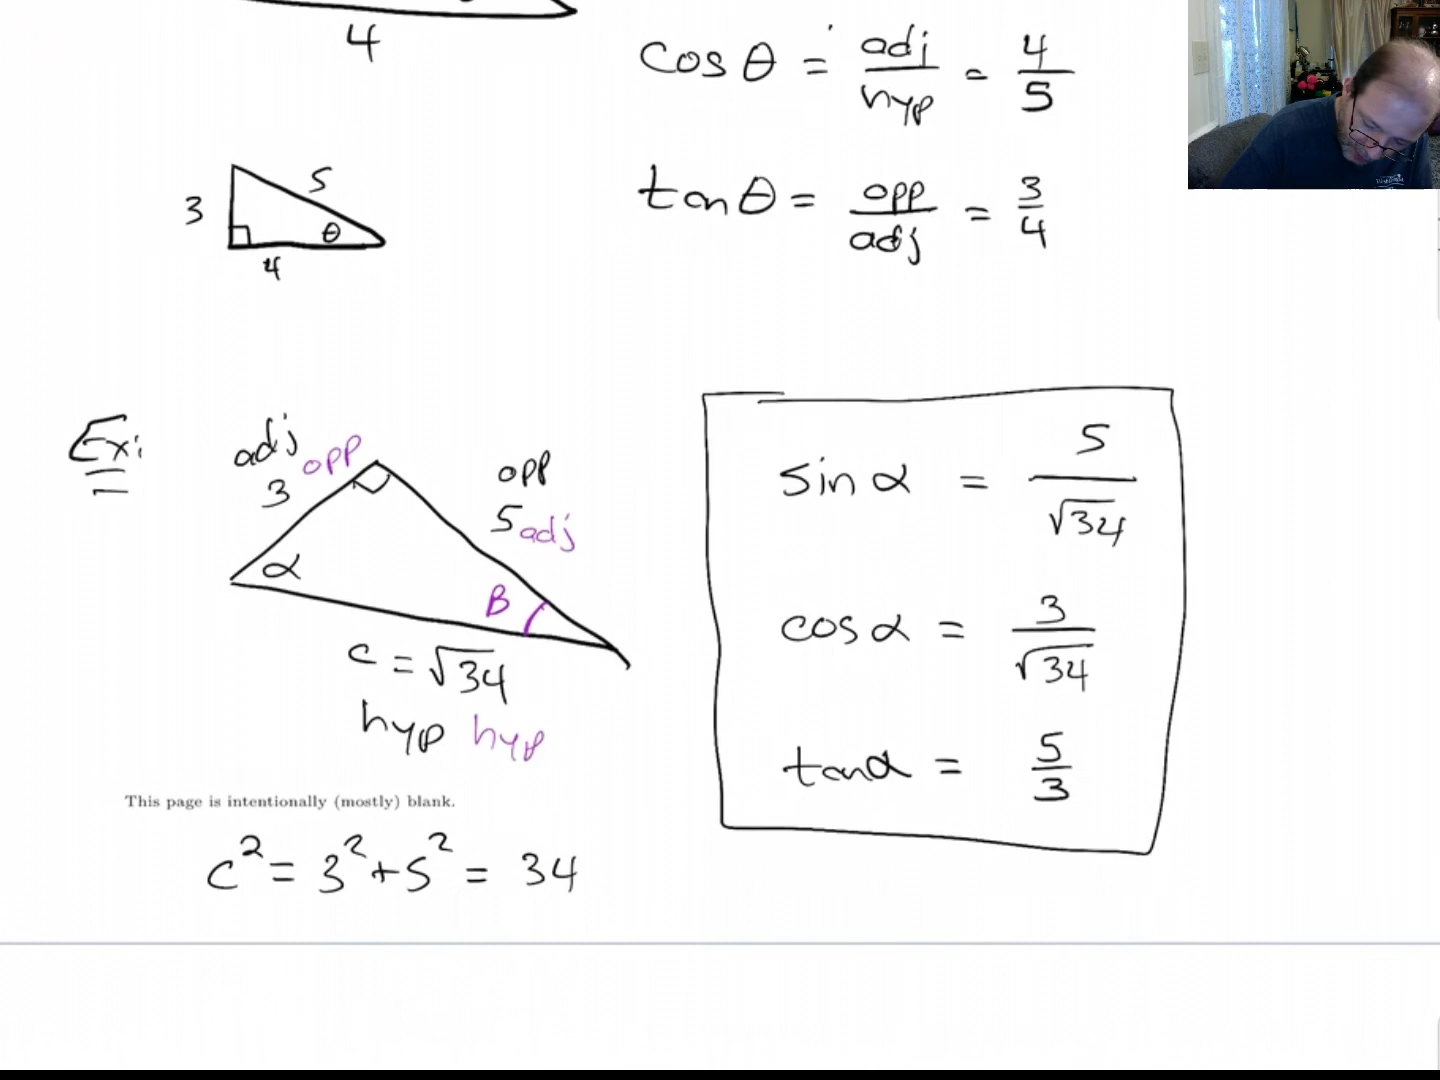 4
cos θ = adj/hyp = 4/5
3 5 θ 4
tan θ = opp/adj = 3/4
Ex:
adj opp
3
opp
5 adj
α
B
c = √34
hyp hyp
sin α = 5/√34
cos α = 3/√34
tan α = 5/3
This page is intentionally (mostly) blank.
c² = 3² + 5² = 34